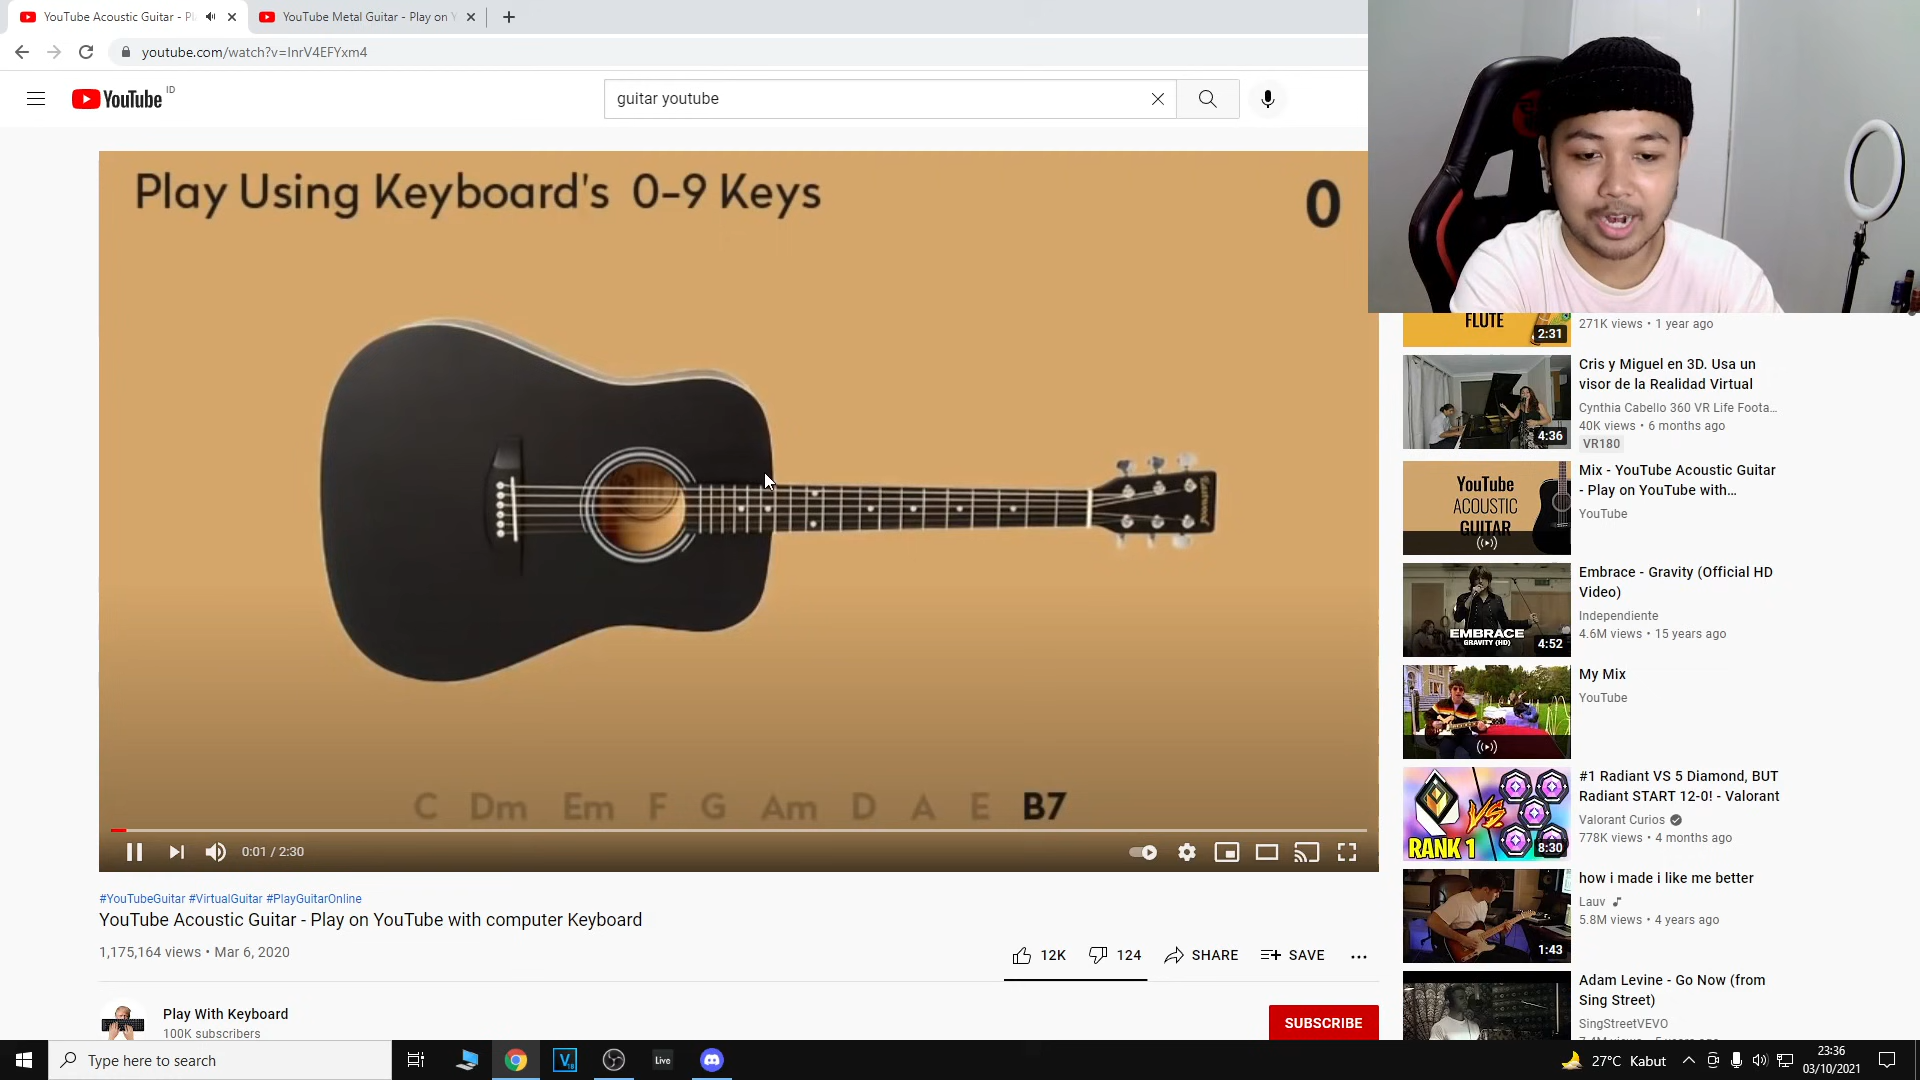 YouTube Acoustic Guitar - Pl
YouTube Metal Guitar - Play on Y
youtube.com/watch?v=InrV4EFYxm4
YouTube ID
guitar youtube
Play Using Keyboard's 0-9 Keys
0
C Dm Em F G Am D A E B7
0:01 / 2:30
#YouTubeGuitar #VirtualGuitar #PlayGuitarOnline
YouTube Acoustic Guitar - Play on YouTube with computer Keyboard
1,175,164 views • Mar 6, 2020
12K
124
SHARE
SAVE
Play With Keyboard
100K subscribers
SUBSCRIBE
FLUTE
2:31
271K views • 1 year ago
4:36
Cris y Miguel en 3D. Usa un
visor de la Realidad Virtual
Cynthia Cabello 360 VR Life Foota...
40K views • 6 months ago
VR180
YouTube
ACOUSTIC
GUITAR
Mix - YouTube Acoustic Guitar
- Play on YouTube with...
YouTube
EMBRACE
GRAVITY (HD)
4:52
Embrace - Gravity (Official HD
Video)
Independiente
4.6M views • 15 years ago
My Mix
YouTube
VS
RANK 1
8:30
#1 Radiant VS 5 Diamond, BUT
Radiant START 12-0! - Valorant
Valorant Curios
778K views • 4 months ago
1:43
how i made i like me better
Lauv
5.8M views • 4 years ago
Adam Levine - Go Now (from
Sing Street)
SingStreetVEVO
Type here to search
Live
27°C Kabut
23:36
03/10/2021